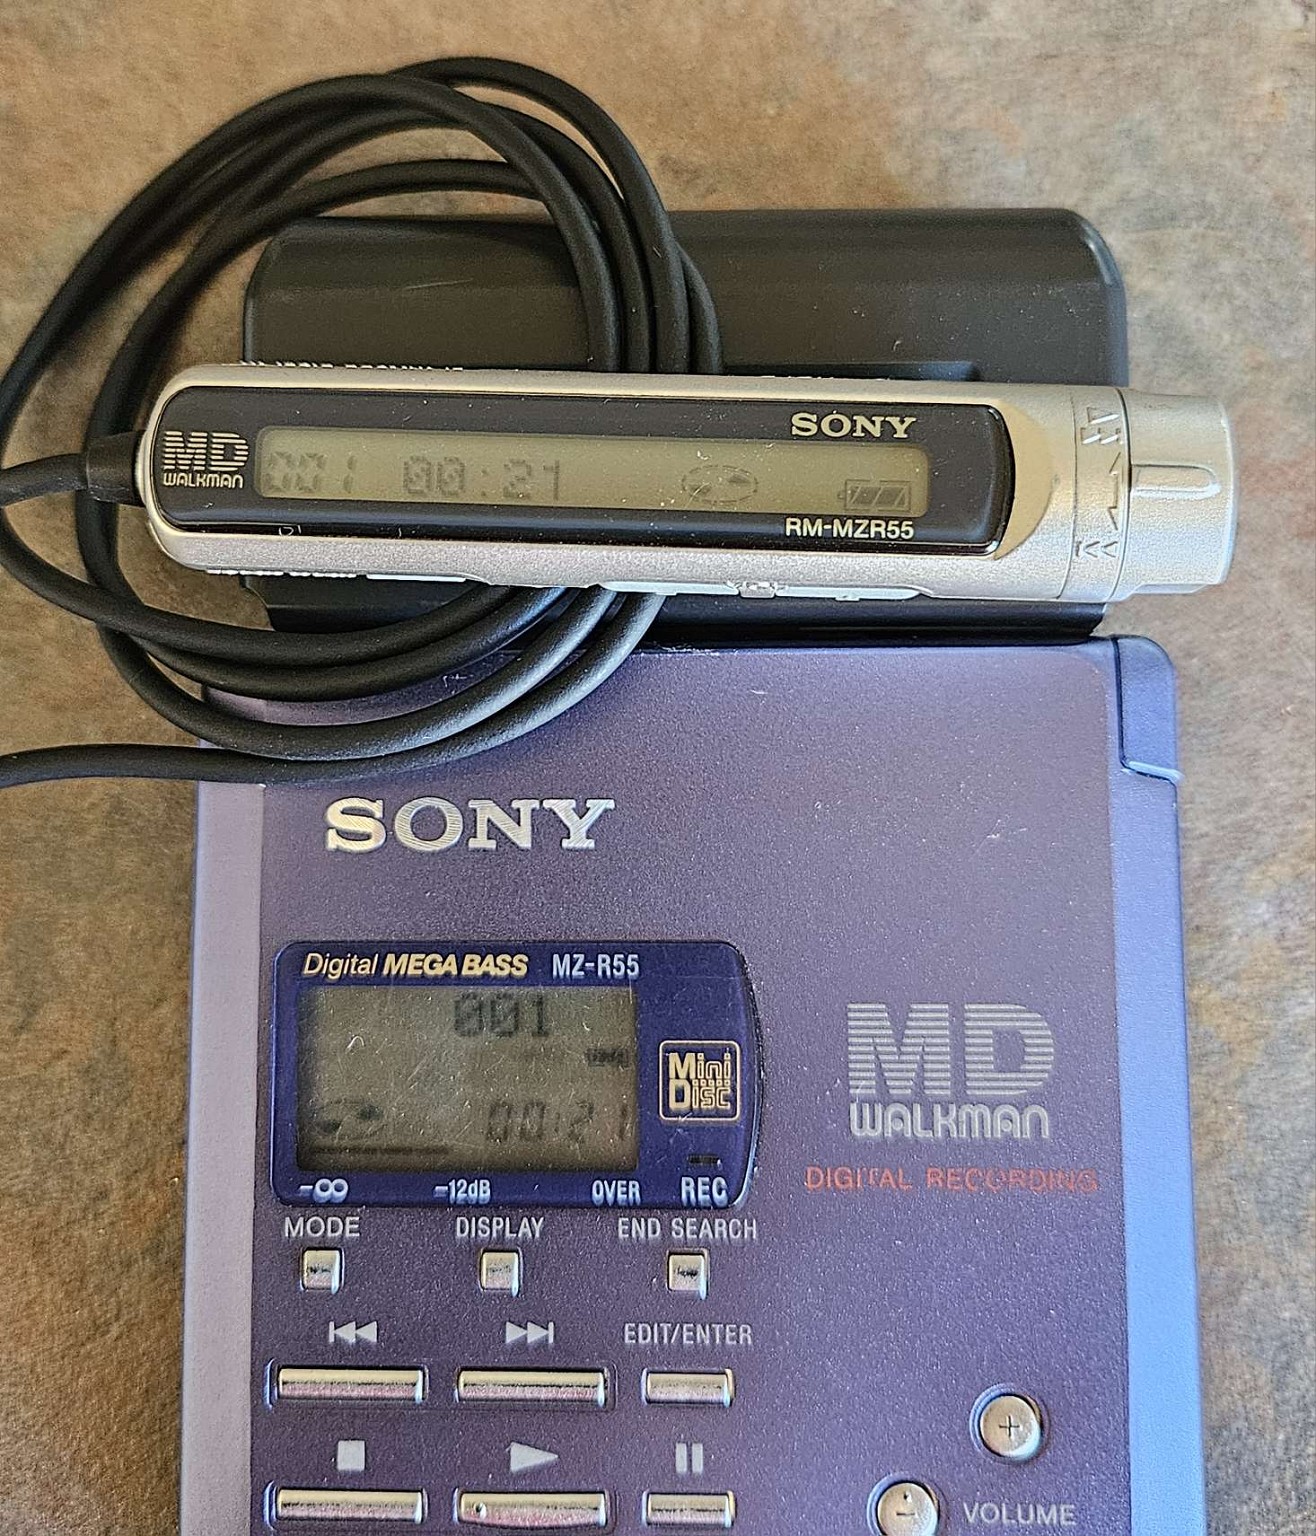 SONY
MD
WALKMAN
001 00:21
RM-MZR55
SONY
Digital MEGA BASS MZ-R55
001
00:21
Mini
Disc
MD
WALKMAN
DIGITAL RECORDING
-∞ -12dB OVER REC
MODE DISPLAY END SEARCH
EDIT/ENTER
+
-
VOLUME